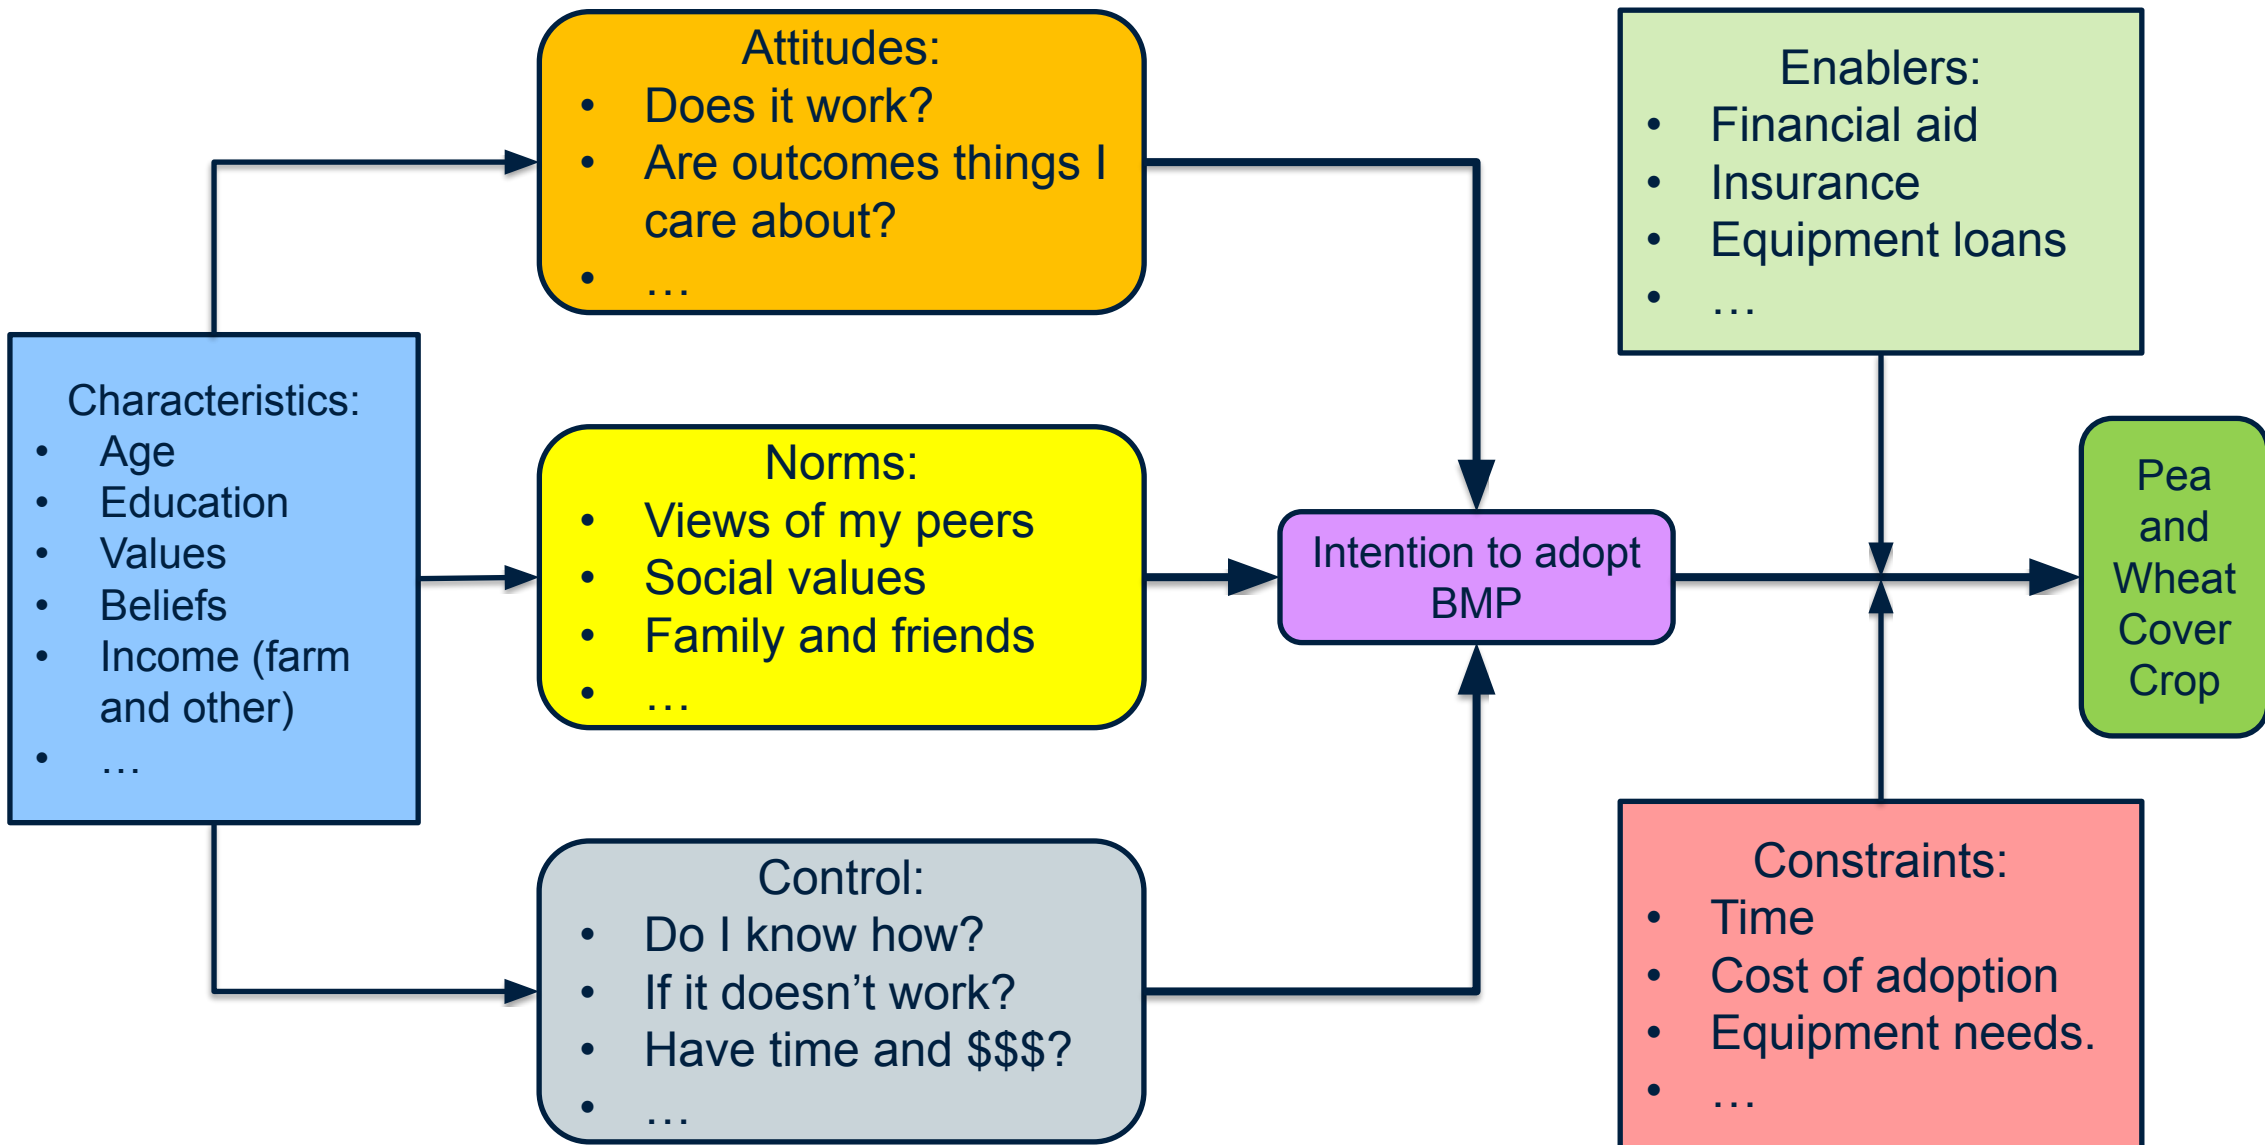 Characteristics:
• Age
• Education
• Values
• Beliefs
• Income (farm
and other)
• …
Attitudes:
• Does it work?
• Are outcomes things I
care about?
• …
Norms:
• Views of my peers
• Social values
• Family and friends
• …
Control:
• Do I know how?
• If it doesn’t work?
• Have time and $$$?
• …
Intention to adopt
BMP
Enablers:
• Financial aid
• Insurance
• Equipment loans
• …
Constraints:
• Time
• Cost of adoption
• Equipment needs.
• …
Pea
and
Wheat
Cover
Crop